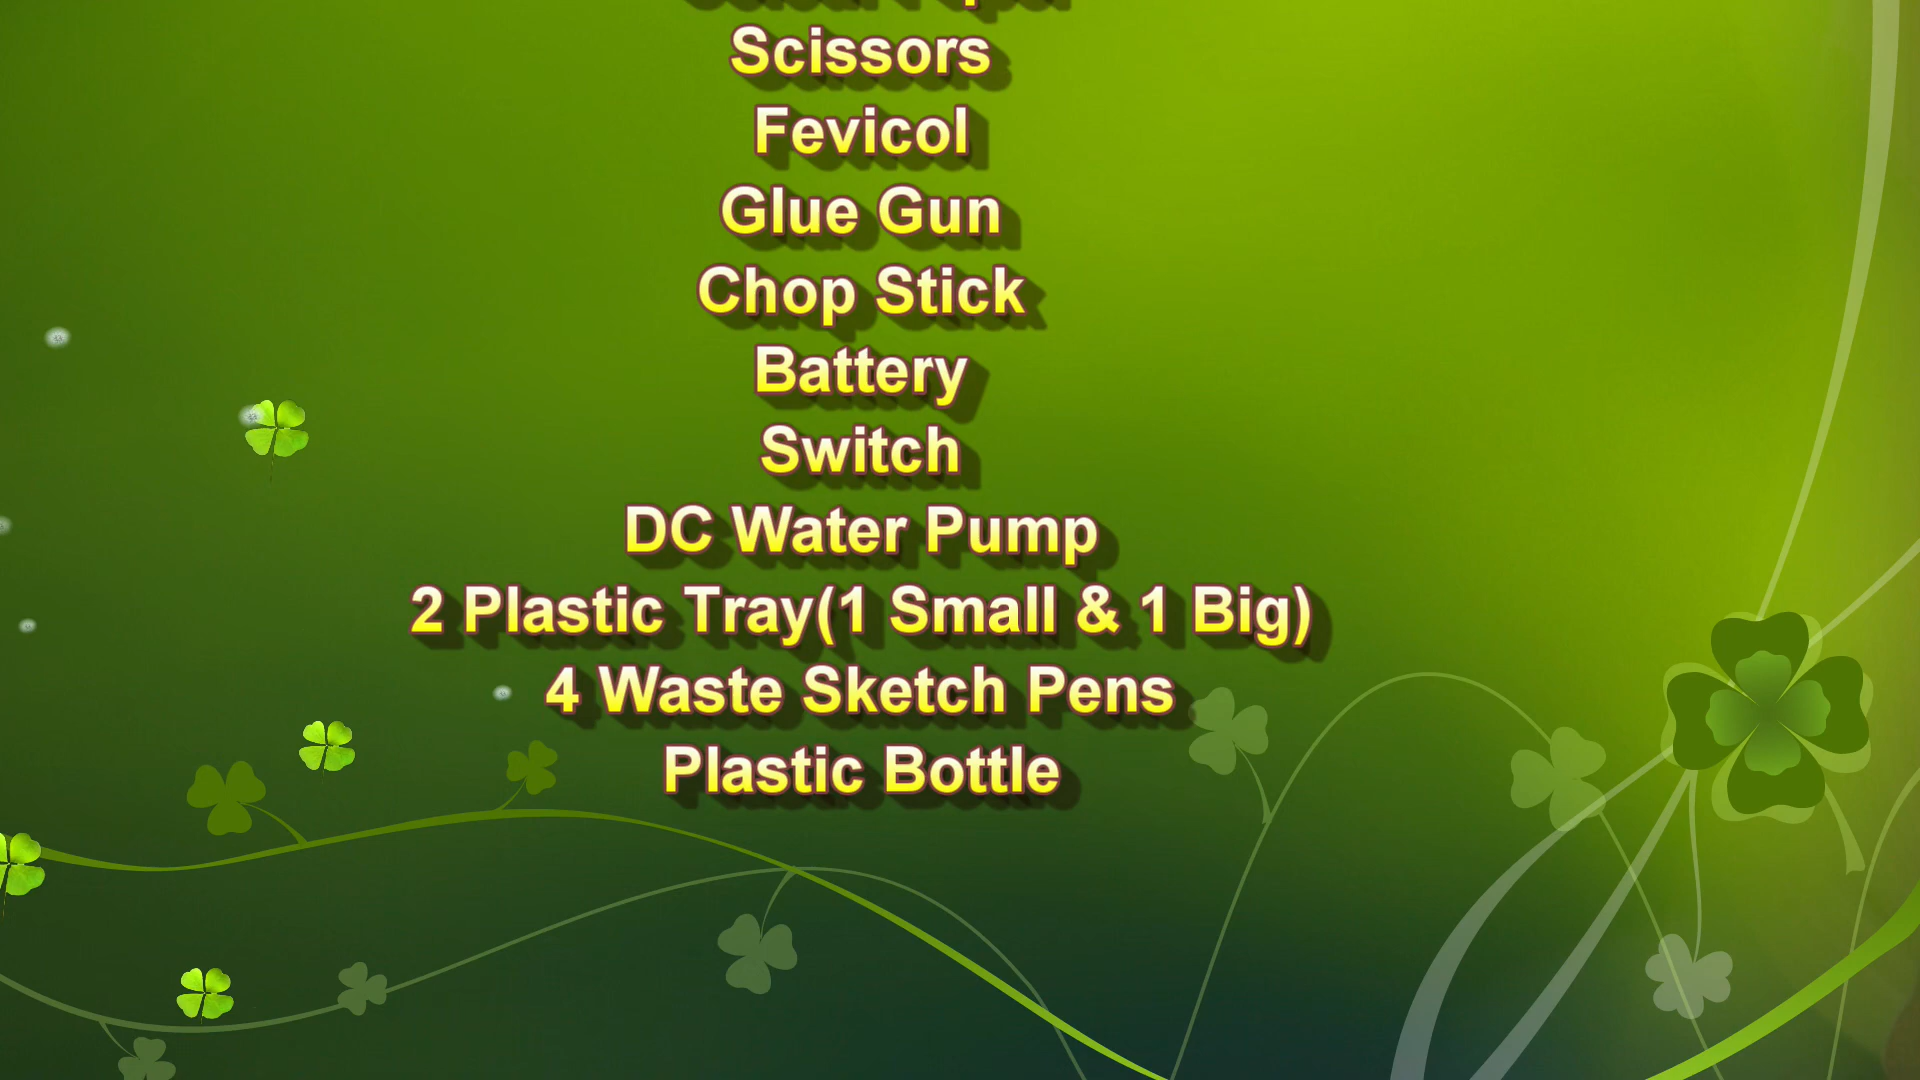 Scissors
Fevicol
Glue Gun
Chop Stick
Battery
Switch
DC Water Pump
2 Plastic Tray(1 Small & 1 Big)
4 Waste Sketch Pens
Plastic Bottle